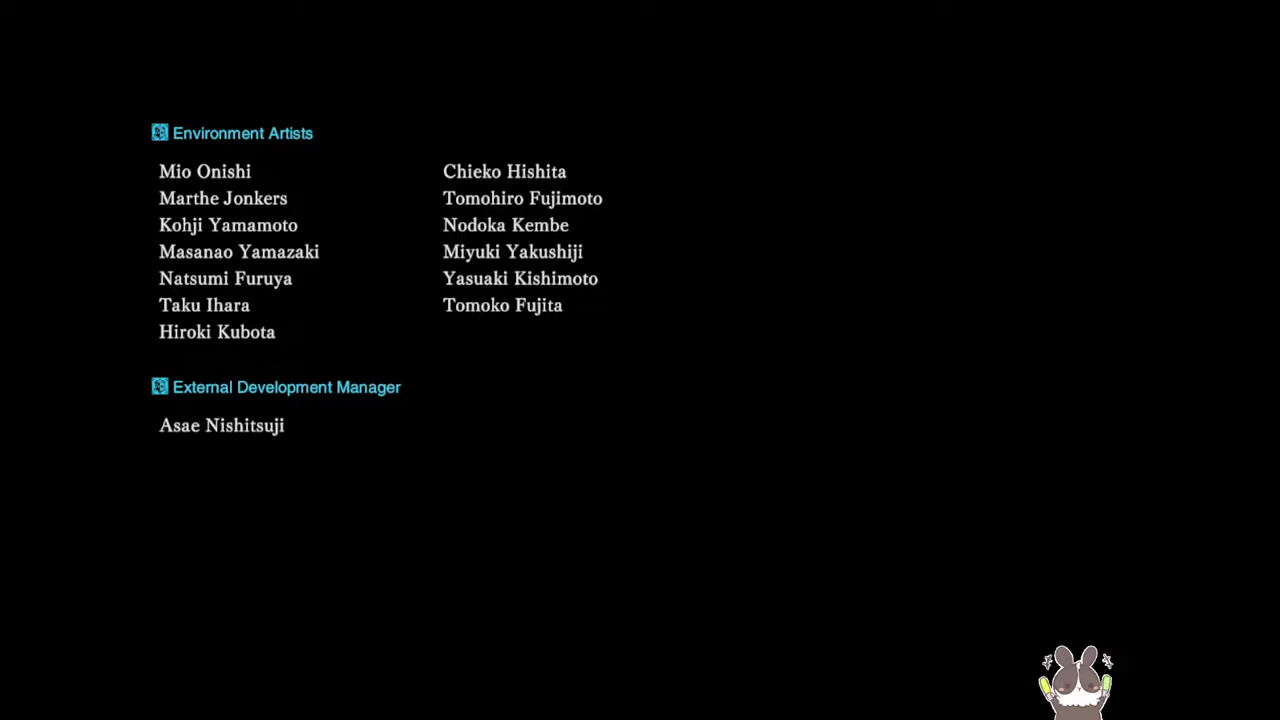 Environment Artists
Mio Onishi
Marthe Jonkers
Kohji Yamamoto
Masanao Yamazaki
Natsumi Furuya
Taku Ihara
Hiroki Kubota
Chieko Hishita
Tomohiro Fujimoto
Nodoka Kembe
Miyuki Yakushiji
Yasuaki Kishimoto
Tomoko Fujita
External Development Manager
Asae Nishitsuji